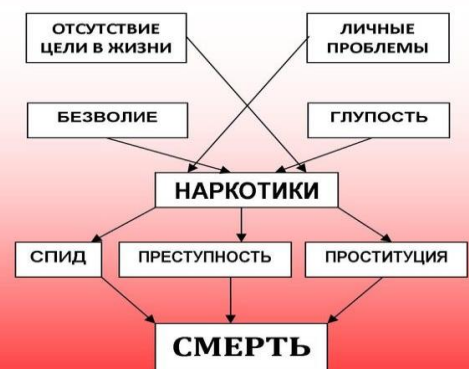 ОТСУТСТВИЕ
ЦЕЛИ В ЖИЗНИ
ЛИЧНЫЕ
ПРОБЛЕМЫ
БЕЗВОЛИЕ
ГЛУПОСТЬ
НАРКОТИКИ
СПИД
ПРЕСТУПНОСТЬ
ПРОСТИТУЦИЯ
СМЕРТЬ